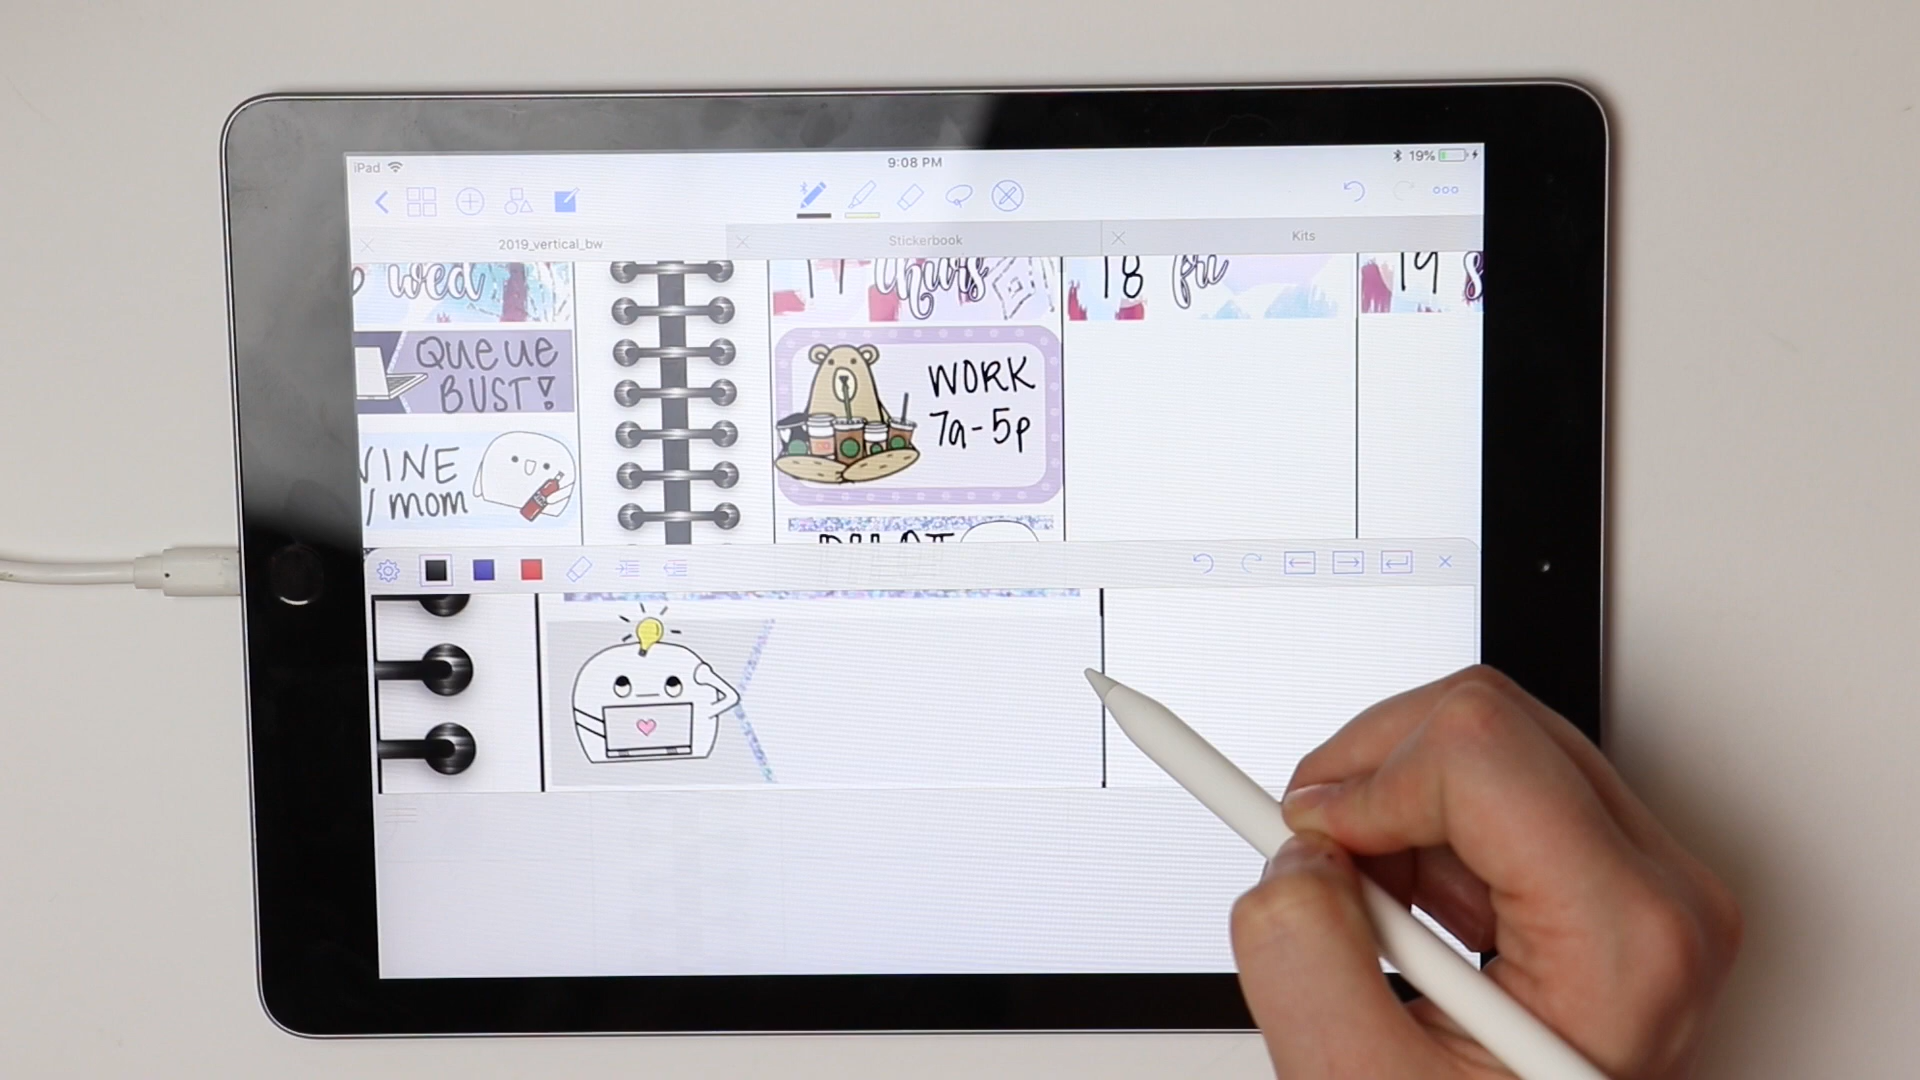 iPad
9:08 PM
19%
2019_vertical_bw
Stickerbook
Kits
wed
thurs
18 fri
19
QUEUE
BUST!
WORK
7a-5p
mom